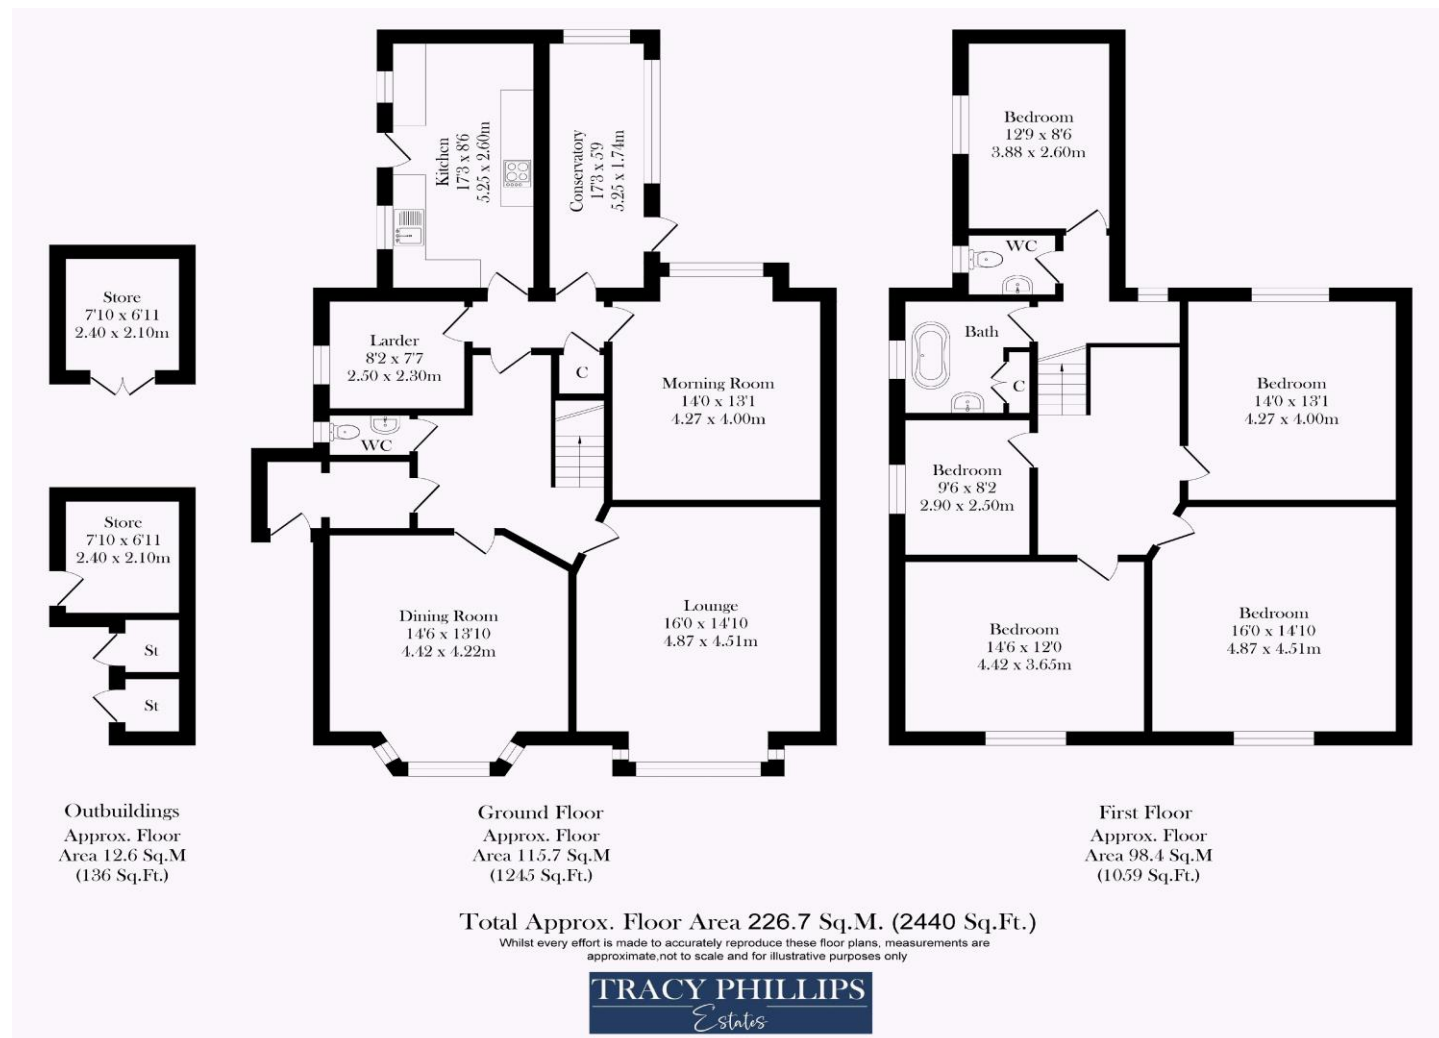 Store
7'10 x 6'11
2.40 x 2.10m
Store
7'10 x 6'11
2.40 x 2.10m
St
St
Outbuildings
Approx. Floor
Area 12.6 Sq.M
(136 Sq.Ft.)
Kitchen
17'3 x 8'6
5.25 x 2.60m
Conservatory
17'3 x 5'9
5.25 x 1.74m
Larder
8'2 x 7'7
2.50 x 2.30m
C
Morning Room
14'0 x 13'1
4.27 x 4.00m
WC
Dining Room
14'6 x 13'10
4.42 x 4.22m
Lounge
16'0 x 14'10
4.87 x 4.51m
Ground Floor
Approx. Floor
Area 115.7 Sq.M
(1245 Sq.Ft.)
Bedroom
12'9 x 8'6
3.88 x 2.60m
WC
Bath
C
Bedroom
14'0 x 13'1
4.27 x 4.00m
Bedroom
9'6 x 8'2
2.90 x 2.50m
Bedroom
14'6 x 12'0
4.42 x 3.65m
Bedroom
16'0 x 14'10
4.87 x 4.51m
First Floor
Approx. Floor
Area 98.4 Sq.M
(1059 Sq.Ft.)
Total Approx. Floor Area 226.7 Sq.M. (2440 Sq.Ft.)
Whilst every effort is made to accurately reproduce these floor plans, measurements are
approximate,not to scale and for illustrative purposes only
TRACY PHILLIPS
Estates